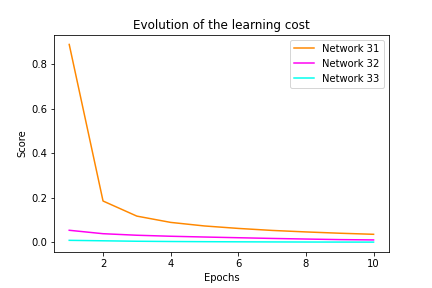 Evolution of the learning cost
Network 31
Network 32
Network 33
Score
0.8
0.6
0.4
0.2
0.0
2 4 6 8 10
Epochs